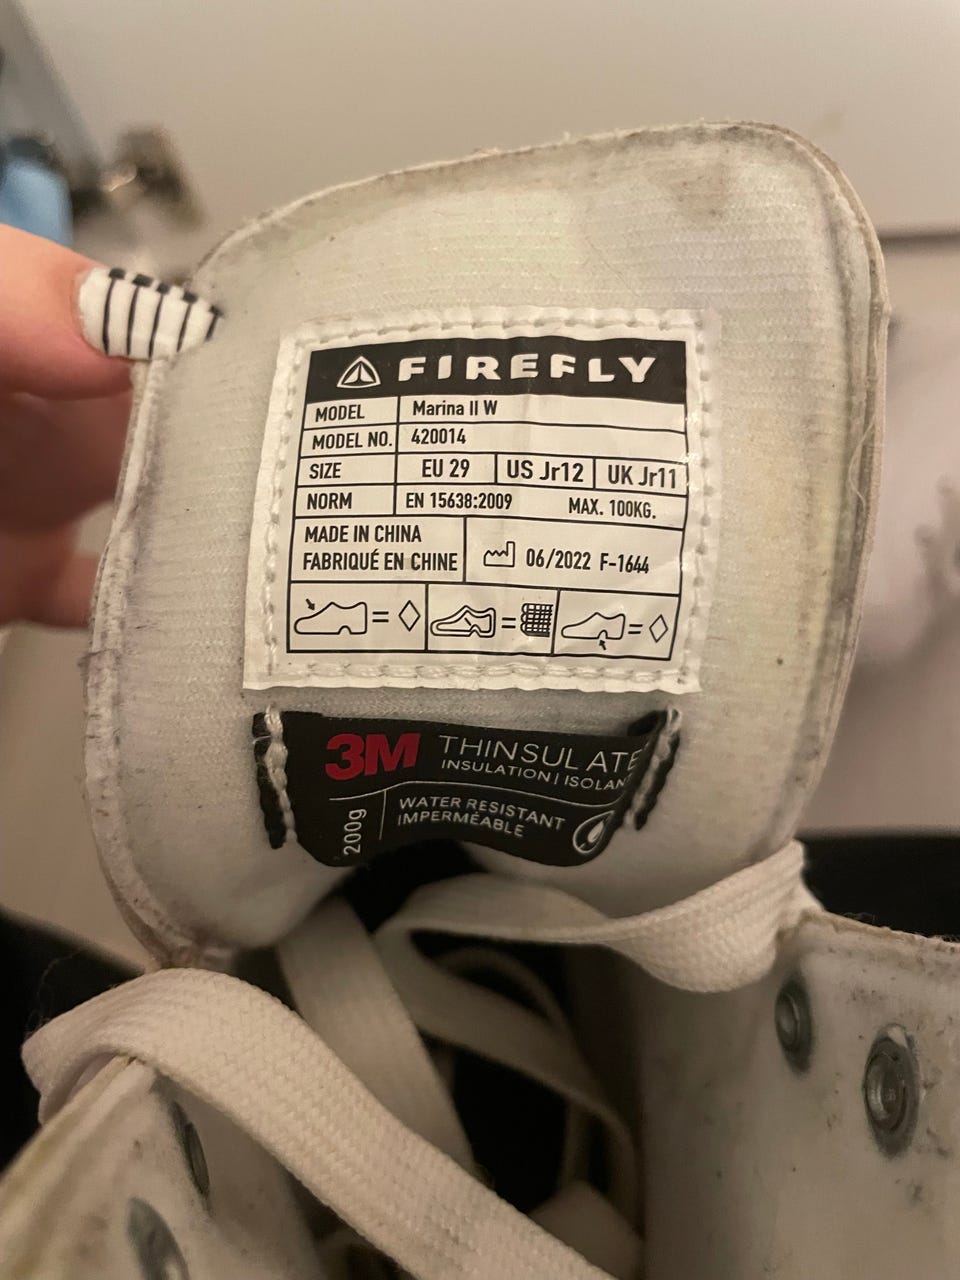 FIREFLY
MODEL Marina II W
MODEL NO. 420014
SIZE EU 29 US Jr12 UK Jr11
NORM EN 15638:2009 MAX. 100KG.
MADE IN CHINA
FABRIQUÉ EN CHINE
06/2022 F-1644
= = =
3M THINSULATE
INSULATION | ISOLAN
200g
WATER RESISTANT
IMPERMÉABLE